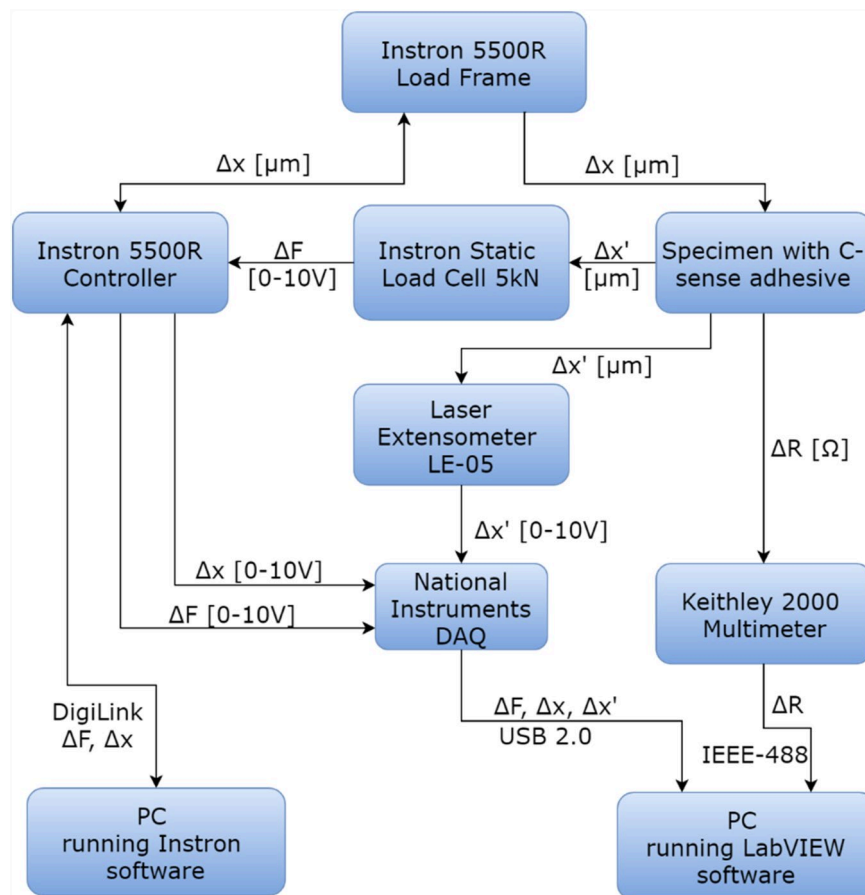 Instron 5500R
Load Frame
Δx [µm]
Δx [µm]
Instron 5500R
Controller
ΔF
[0-10V]
Instron Static
Load Cell 5kN
Δx'
[µm]
Specimen with C-
sense adhesive
Δx' [µm]
Laser
Extensometer
LE-05
ΔR [Ω]
Δx' [0-10V]
Δx [0-10V]
ΔF [0-10V]
National
Instruments
DAQ
Keithley 2000
Multimeter
DigiLink
ΔF, Δx
ΔF, Δx, Δx'
USB 2.0
ΔR
IEEE-488
PC
running Instron
software
PC
running LabVIEW
software